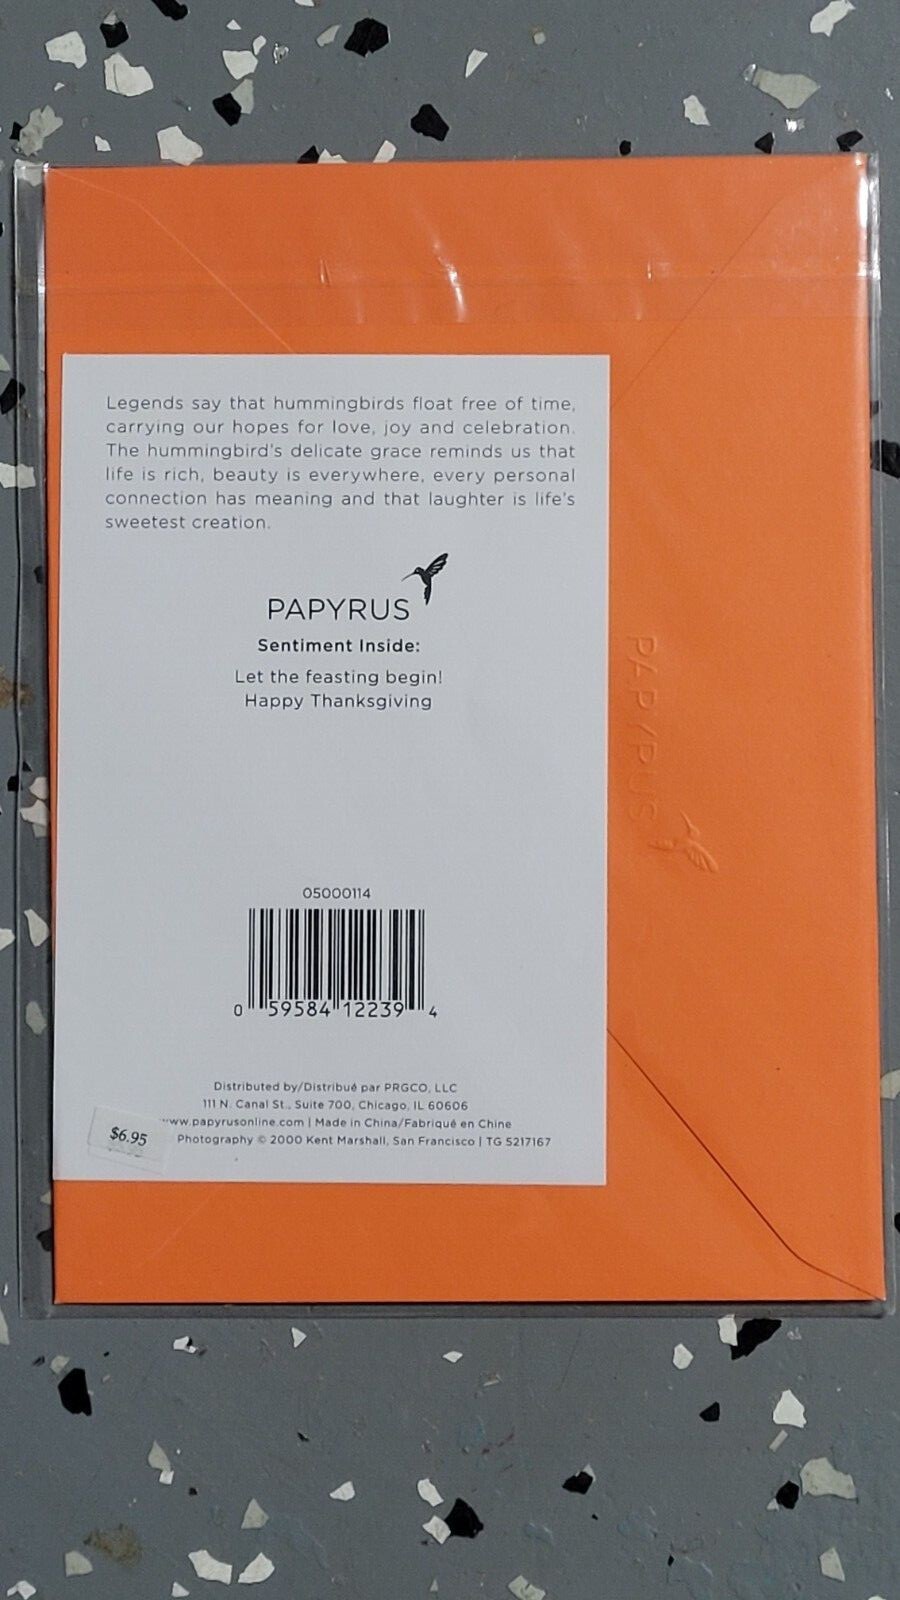 Legends say that hummingbirds float free of time,
carrying our hopes for love, joy and celebration.
The hummingbird's delicate grace reminds us that
life is rich, beauty is everywhere, every personal
connection has meaning and that laughter is life's
sweetest creation.
PAPYRUS
Sentiment Inside:
Let the feasting begin!
Happy Thanksgiving
PAPYRUS
05000114
0 59584 12239 4
Distributed by/Distribué par PRGCO, LLC
111 N. Canal St., Suite 700, Chicago, IL 60606
www.papyrusonline.com | Made in China/Fabriqué en Chine
$6.95
Photography © 2000 Kent Marshall, San Francisco | TG 5217167